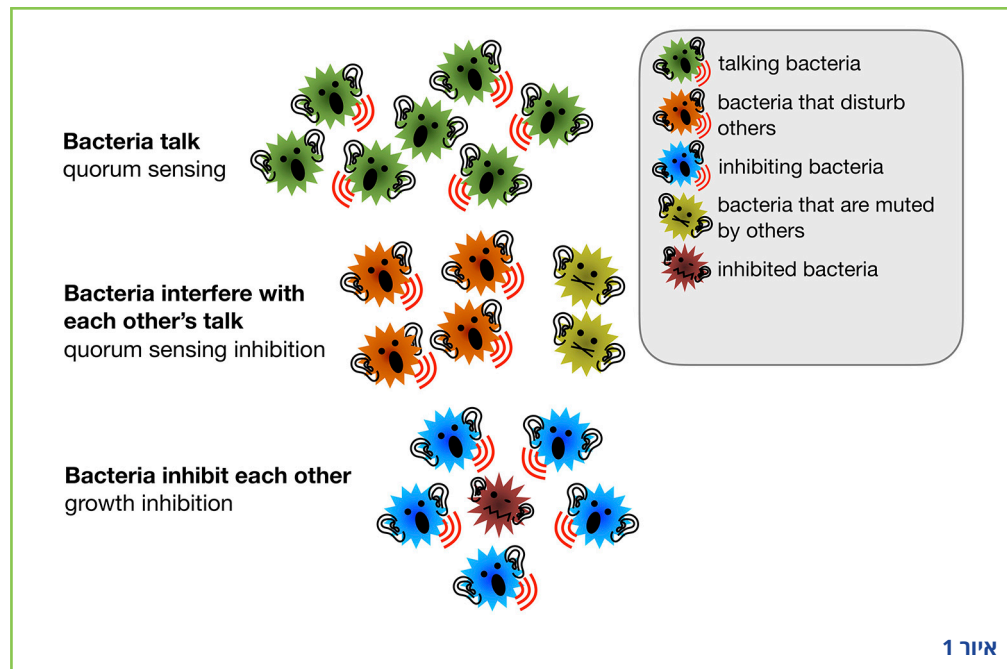 Bacteria talk
quorum sensing
Bacteria interfere with
each other's talk
quorum sensing inhibition
Bacteria inhibit each other
growth inhibition
talking bacteria
bacteria that disturb
others
inhibiting bacteria
bacteria that are muted
by others
inhibited bacteria
איור 1